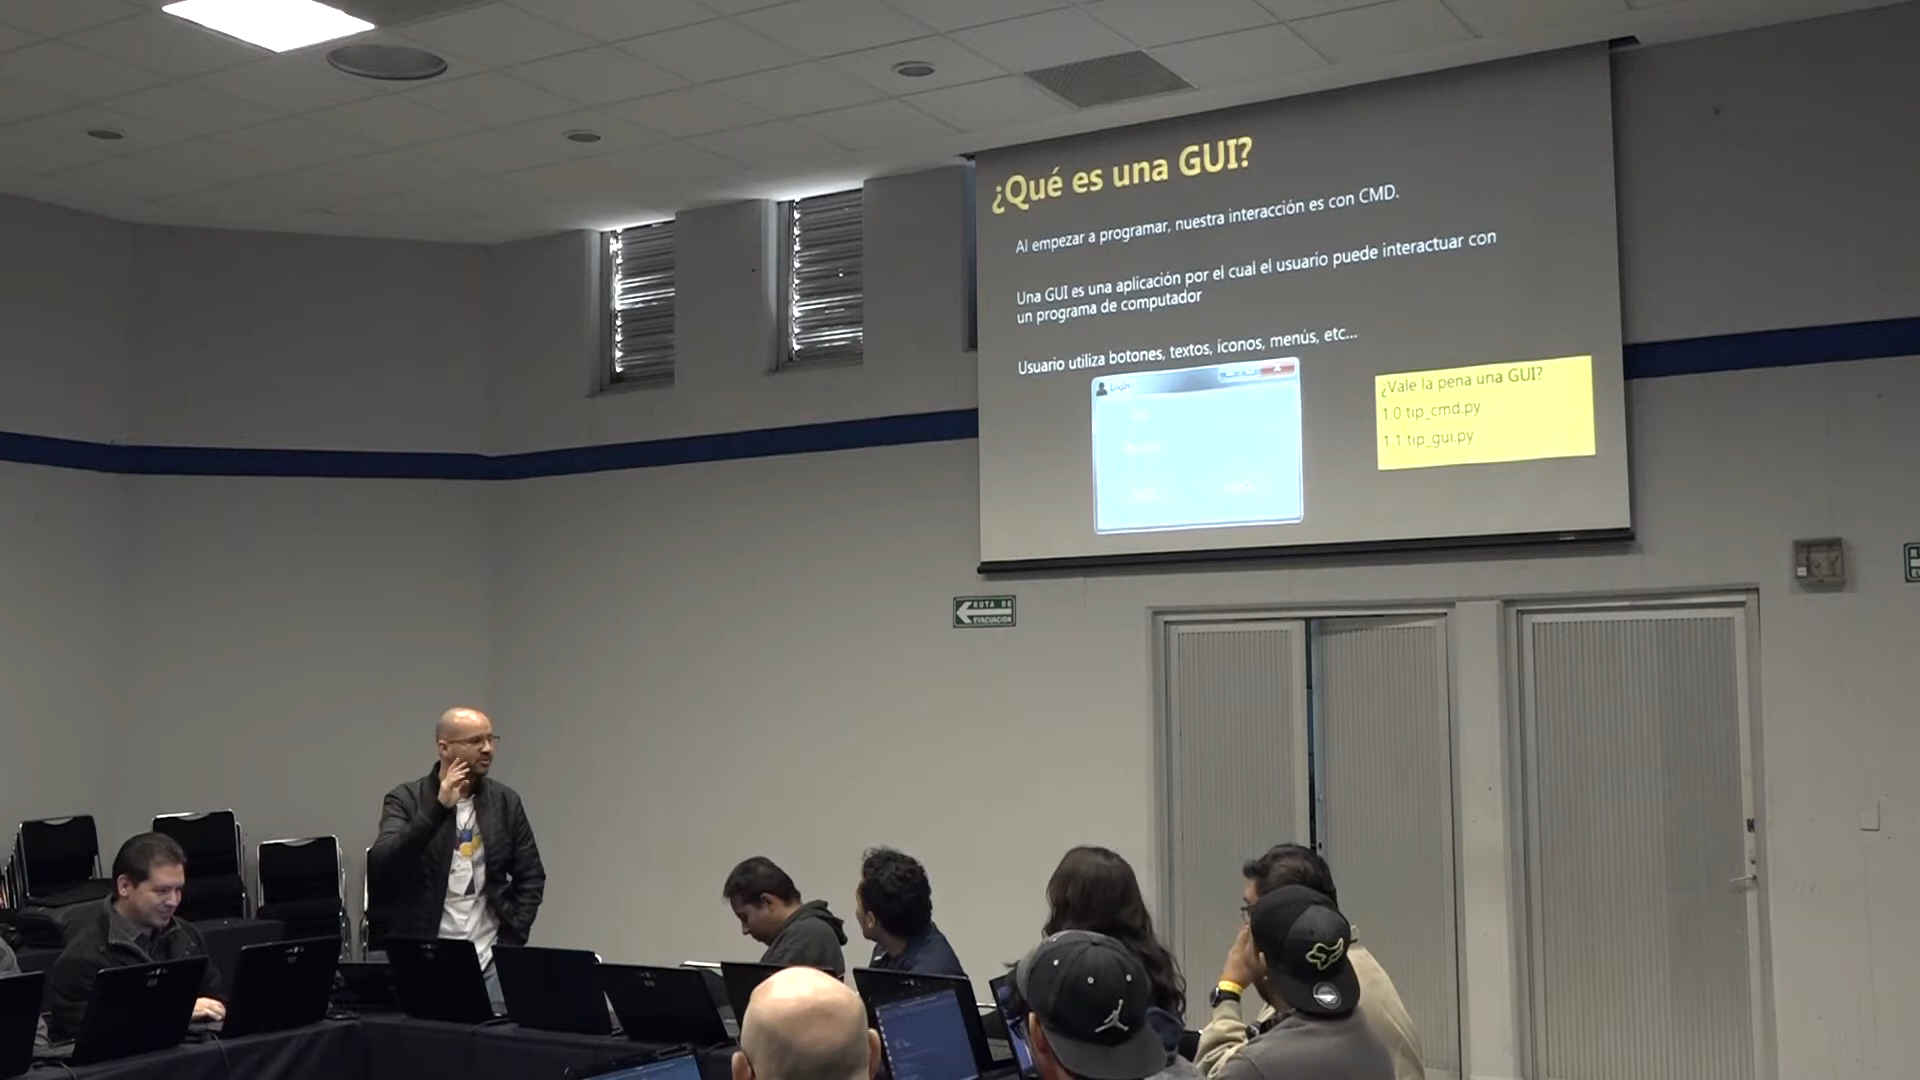 ¿Qué es una GUI?
Al empezar a programar, nuestra interacción es con CMD.
Una GUI es una aplicación por el cual el usuario puede interactuar con
un programa de computador
Usuario utiliza botones, textos, íconos, menús, etc...
Login
¿Vale la pena una GUI?
1 0 tip_cmd.py
1 1 tip_gui.py
RUTA DE
EVACUACION